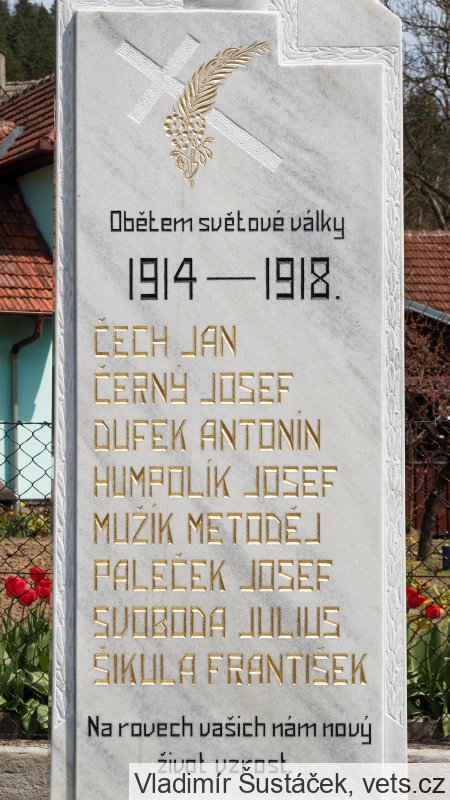 Obětem světové války
1914 — 1918.
ČECH JAN
ČERNÝ JOSEF
DUFEK ANTONÍN
HUMPOLÍK JOSEF
MUŽÍK METODĚJ
PALEČEK JOSEF
SVOBODA JULIUS
ŠIKULA FRANTIŠEK
Na rovech vašich nám nový
život vzrost.
Vladimír Šustáček, vets.cz